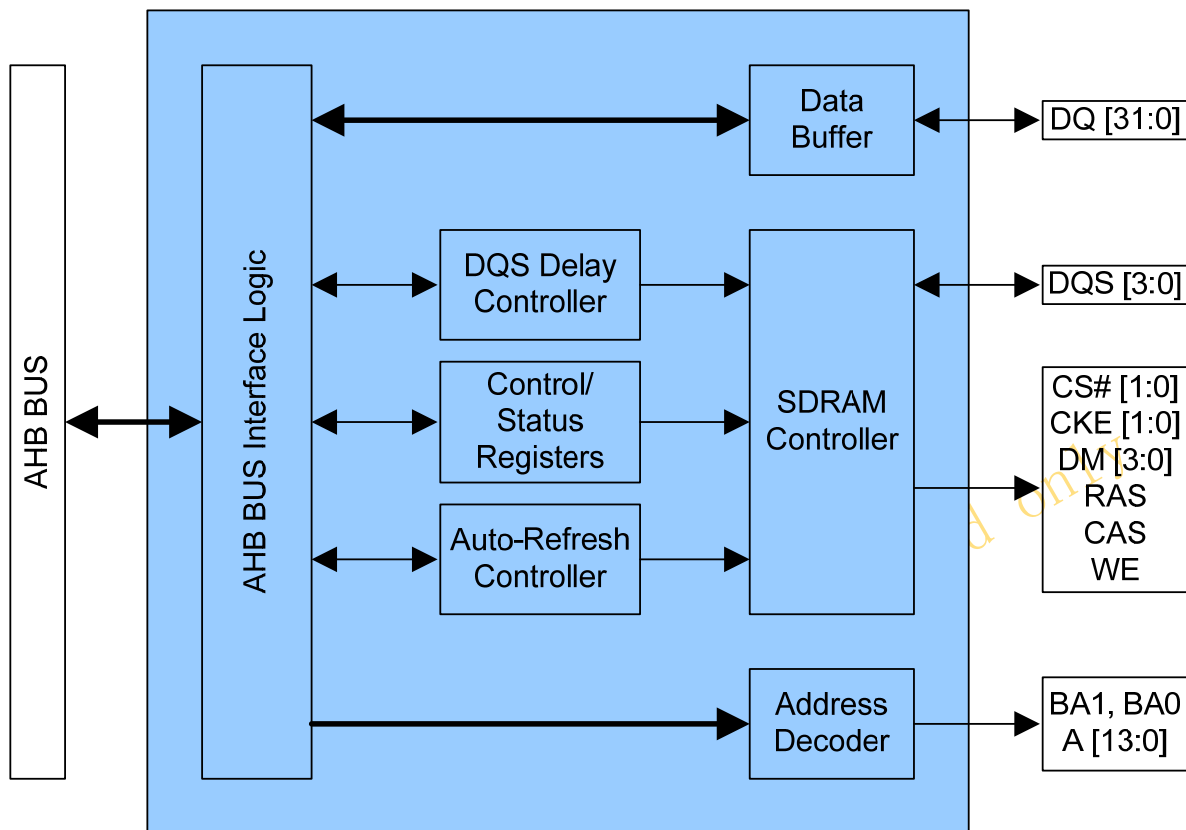 AHB BUS
AHB BUS Interface Logic
Data
Buffer
DQ [31:0]
DQS Delay
Controller
DQS [3:0]
Control/
Status
Registers
SDRAM
Controller
CS# [1:0]
CKE [1:0]
DM [3:0]
RAS
CAS
WE
Auto-Refresh
Controller
Address
Decoder
BA1, BA0
A [13:0]
only